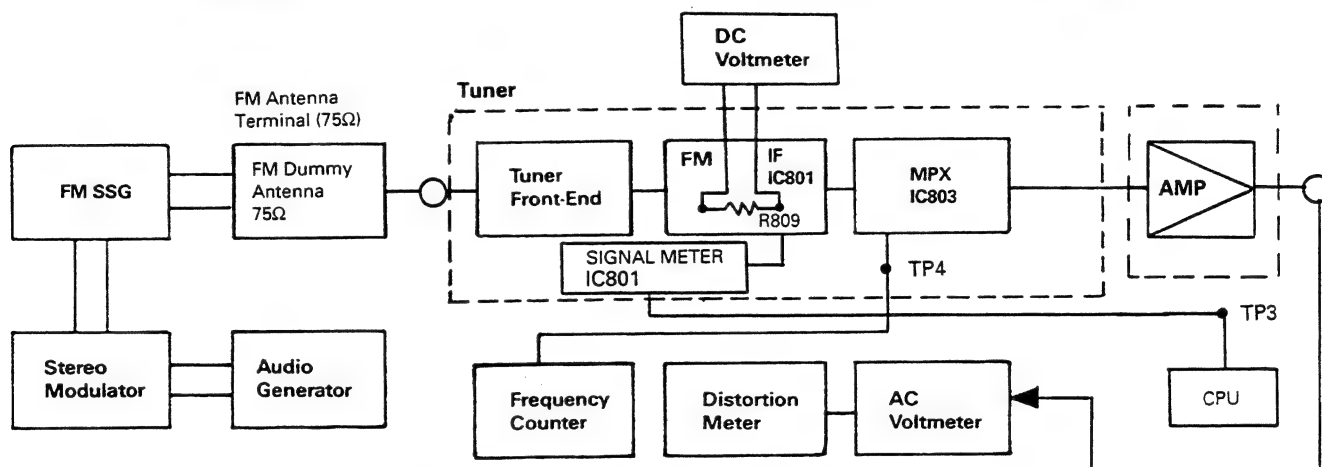 DC
Voltmeter
Tuner
FM Antenna
Terminal (75Ω)
FM SSG
FM Dummy
Antenna
75Ω
Tuner
Front-End
FM
IF
IC801
R809
MPX
IC803
AMP
SIGNAL METER
IC801
TP4
TP3
Stereo
Modulator
Audio
Generator
Frequency
Counter
Distortion
Meter
AC
Voltmeter
CPU